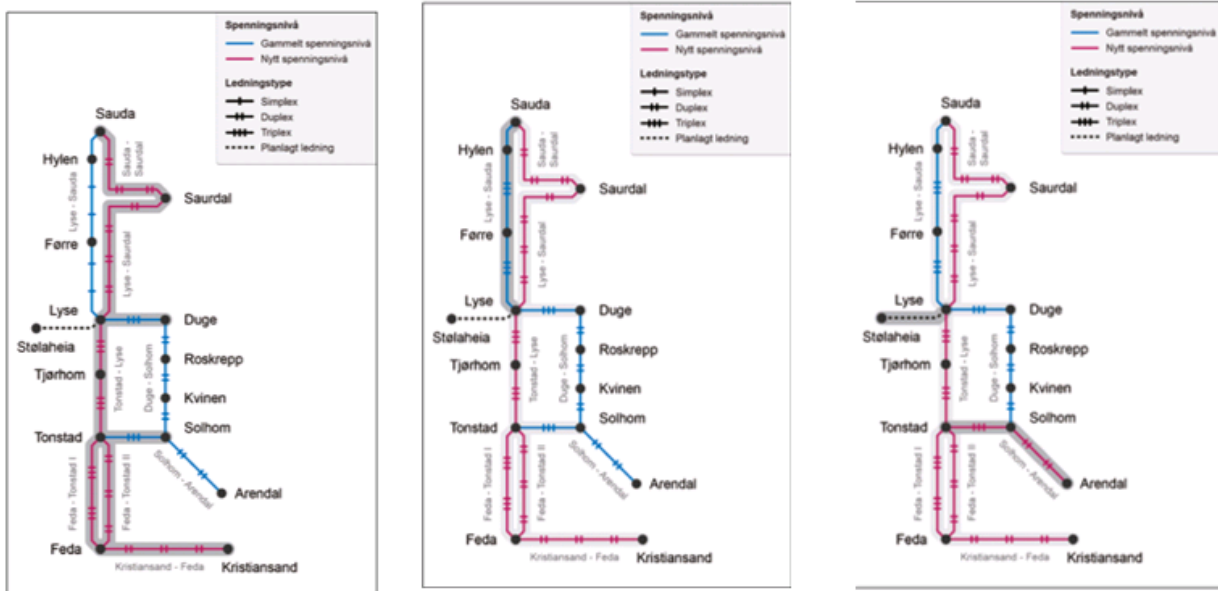 Spenningsnivå
Gammelt spenningsnivå
Nytt spenningsnivå
Ledningstype
Simplex
Duplex
Triplex
Planlagt ledning
Sauda
Hylen
Sauda -
Saurdal
Saurdal
Lyse - Sauda
Førre
Lyse - Saurdal
Lyse
Duge
Stølaheia
Roskrepp
Tjørhom
Tonstad - Lyse
Duge - Solhom
Kvinen
Tonstad
Solhom
Solhom - Arendal
Arendal
Feda - Tonstad I
Feda - Tonstad II
Feda
Kristiansand - Feda
Kristiansand
Spenningsnivå
Gammelt spenningsnivå
Nytt spenningsnivå
Ledningstype
Simplex
Duplex
Triplex
Planlagt ledning
Sauda
Hylen
Sauda -
Saurdal
Saurdal
Lyse - Sauda
Førre
Lyse - Saurdal
Lyse
Duge
Stølaheia
Roskrepp
Tjørhom
Tonstad - Lyse
Duge - Solhom
Kvinen
Tonstad
Solhom
Solhom - Arendal
Arendal
Feda - Tonstad I
Feda - Tonstad II
Feda
Kristiansand - Feda
Kristiansand
Spenningsnivå
Gammelt spenningsnivå
Nytt spenningsnivå
Ledningstype
Simplex
Duplex
Triplex
Planlagt ledning
Sauda
Hylen
Sauda -
Saurdal
Saurdal
Lyse - Sauda
Førre
Lyse - Saurdal
Lyse
Duge
Stølaheia
Roskrepp
Tjørhom
Tonstad - Lyse
Duge - Solhom
Kvinen
Tonstad
Solhom
Solhom - Arendal
Arendal
Feda - Tonstad I
Feda - Tonstad II
Feda
Kristiansand - Feda
Kristiansand